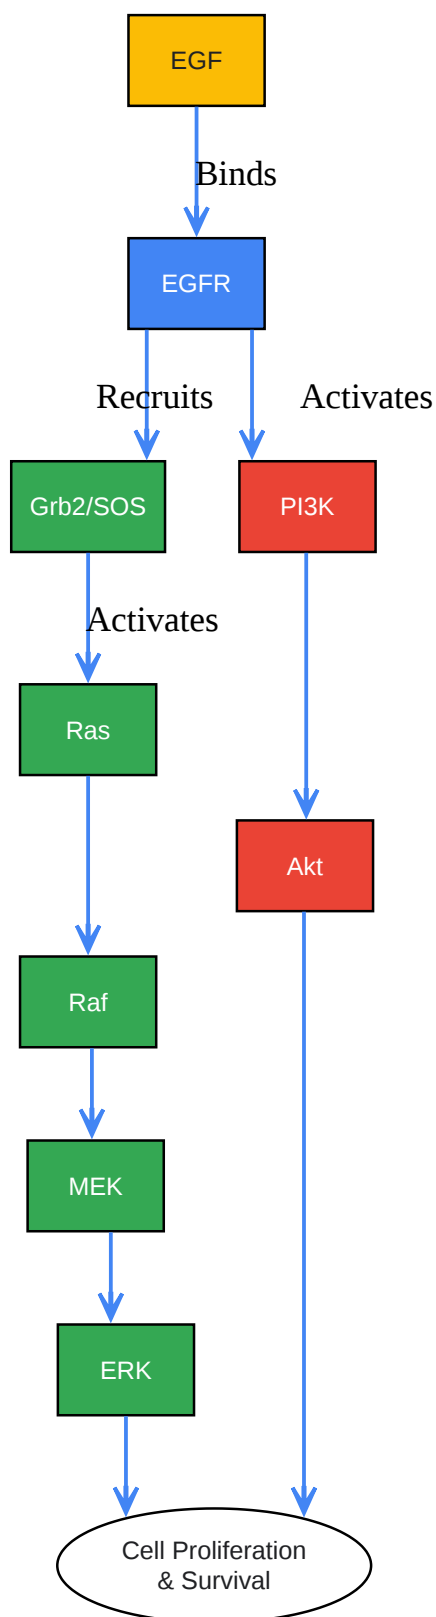 EGF
Binds
EGFR
Recruits
Activates
Grb2/SOS
PI3K
Activates
Ras
Akt
Raf
MEK
ERK
Cell Proliferation
& Survival